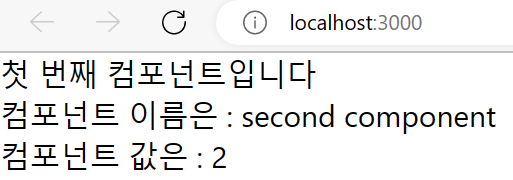 localhost:3000
첫 번째 컴포넌트입니다
컴포넌트 이름은 : second component
컴포넌트 값은 : 2